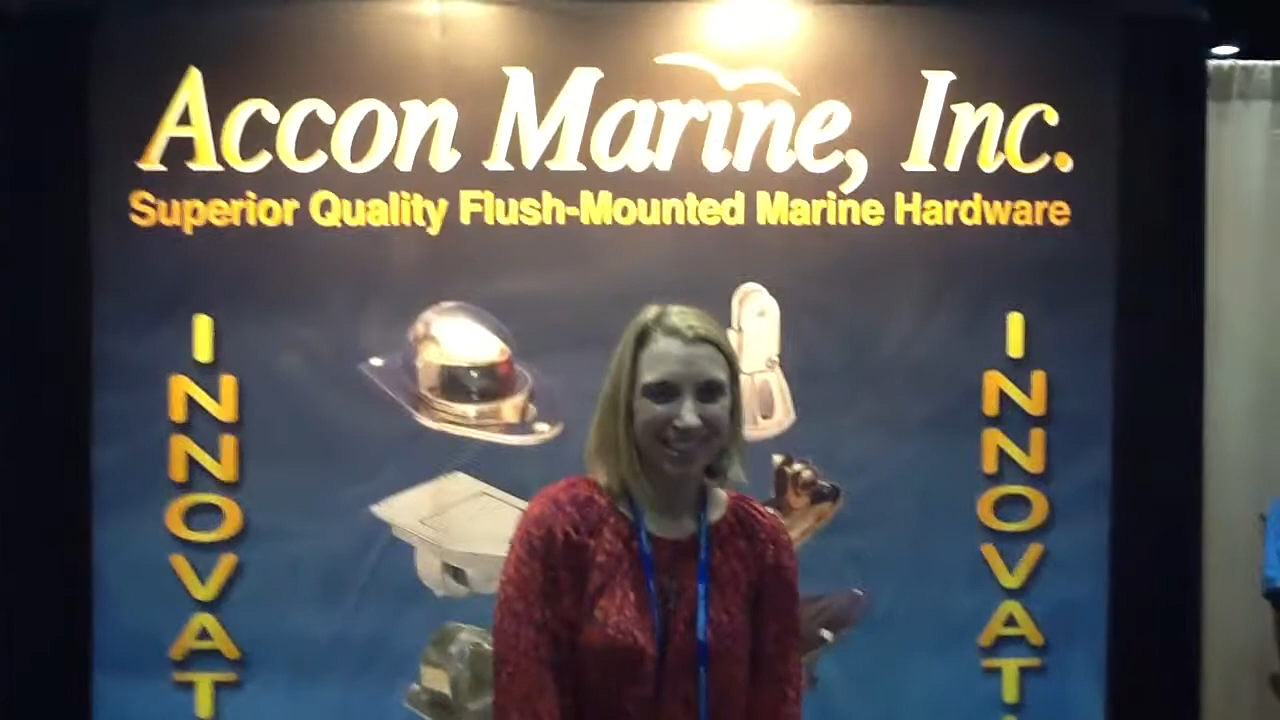 Accon Marine, Inc.
Superior Quality Flush-Mounted Marine Hardware
INNOVAT
INNOVAT